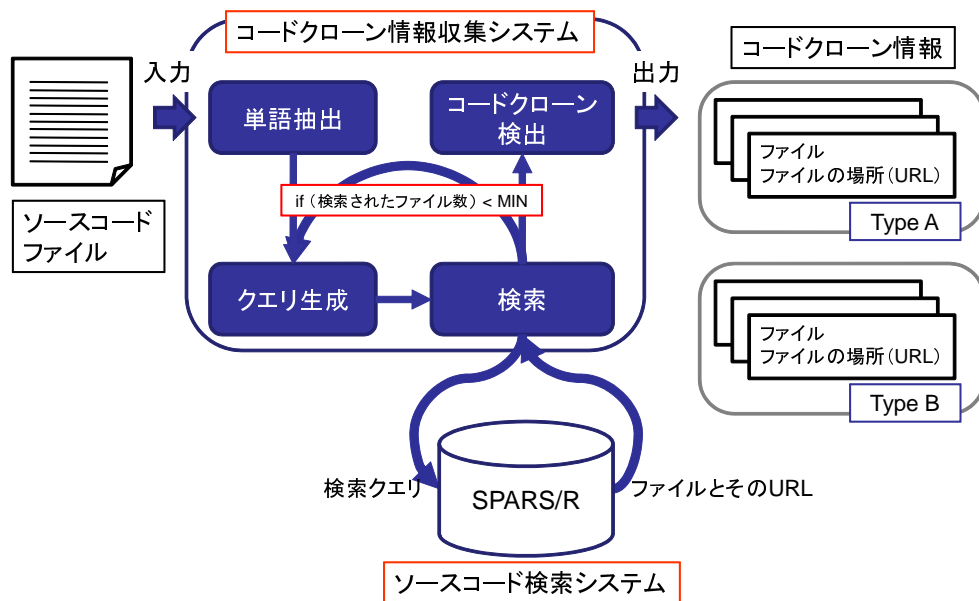 コードクローン情報収集システム
コードクローン情報
入力
出力
単語抽出
コードクローン
検出
ファイル
ファイルの場所(URL)
Type A
if (検索されたファイル数) < MIN
ソースコード
ファイル
クエリ生成
検索
ファイル
ファイルの場所(URL)
Type B
検索クエリ
SPARS/R
ファイルとそのURL
ソースコード検索システム